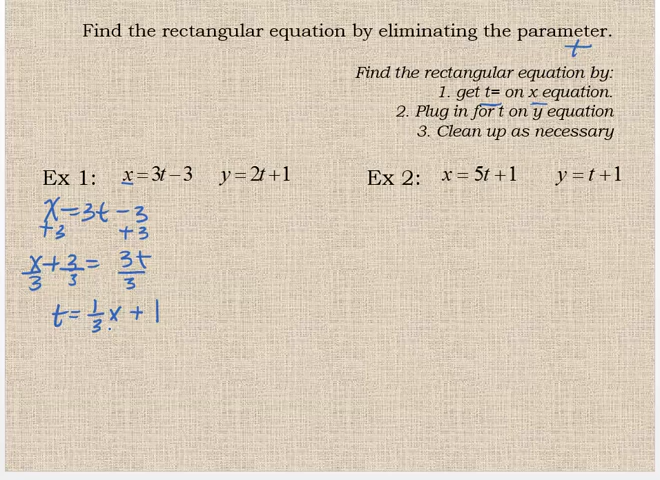 Find the rectangular equation by eliminating the parameter.
t
Find the rectangular equation by:
1. get t= on x equation.
2. Plug in for t on y equation
3. Clean up as necessary
Ex 1: x=3t−3 y=2t+1
x=3t-3
+3 +3
x/3+3/3= 3t/3
t=1/3x+1
Ex 2: x=5t+1 y=t+1